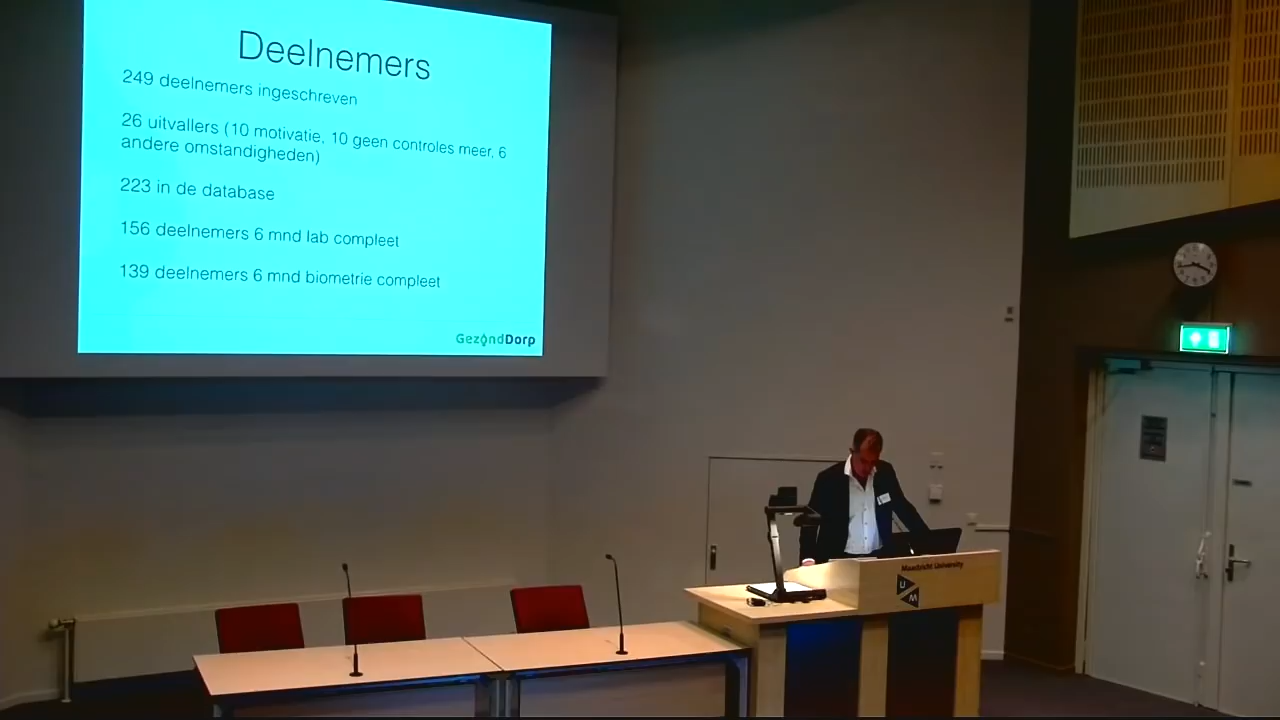 Deelnemers
249 deelnemers ingeschreven
26 uitvallers (10 motivatie, 10 geen controles meer, 6
andere omstandigheden)
223 in de database
156 deelnemers 6 mnd lab compleet
139 deelnemers 6 mnd biometrie compleet
GezondDorp
Maastricht University
U
M